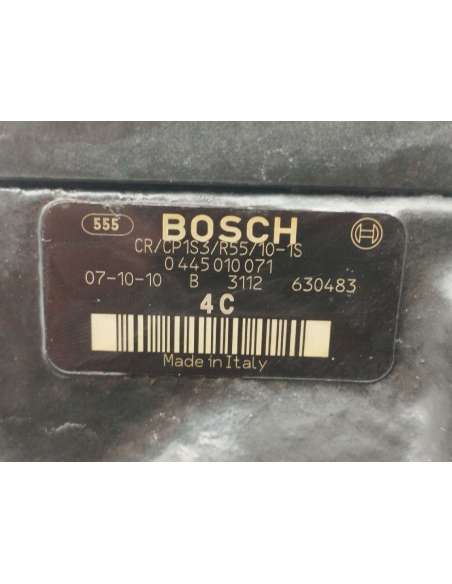 555 BOSCH
CR/CP1S3/R55/10-1S
0 445 010 071
07-10-10 B 3112 630483
4C
Made in Italy